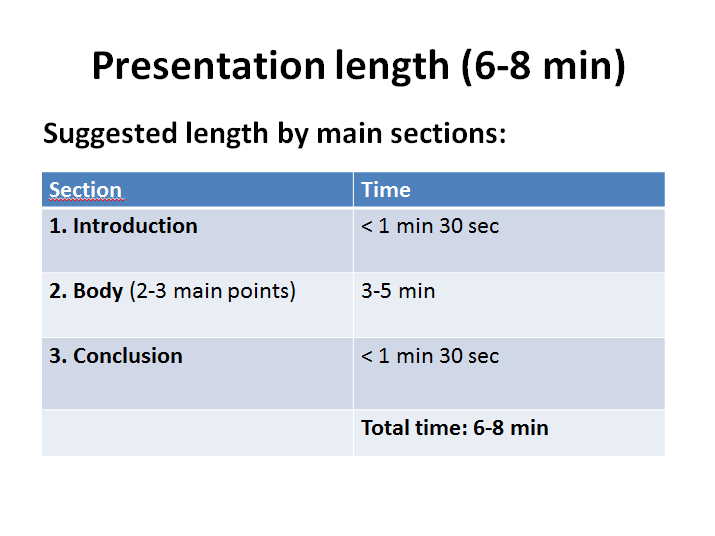 Presentation length (6-8 min)
Suggested length by main sections:
Section Time
1. Introduction < 1 min 30 sec
2. Body (2-3 main points) 3-5 min
3. Conclusion < 1 min 30 sec
Total time: 6-8 min